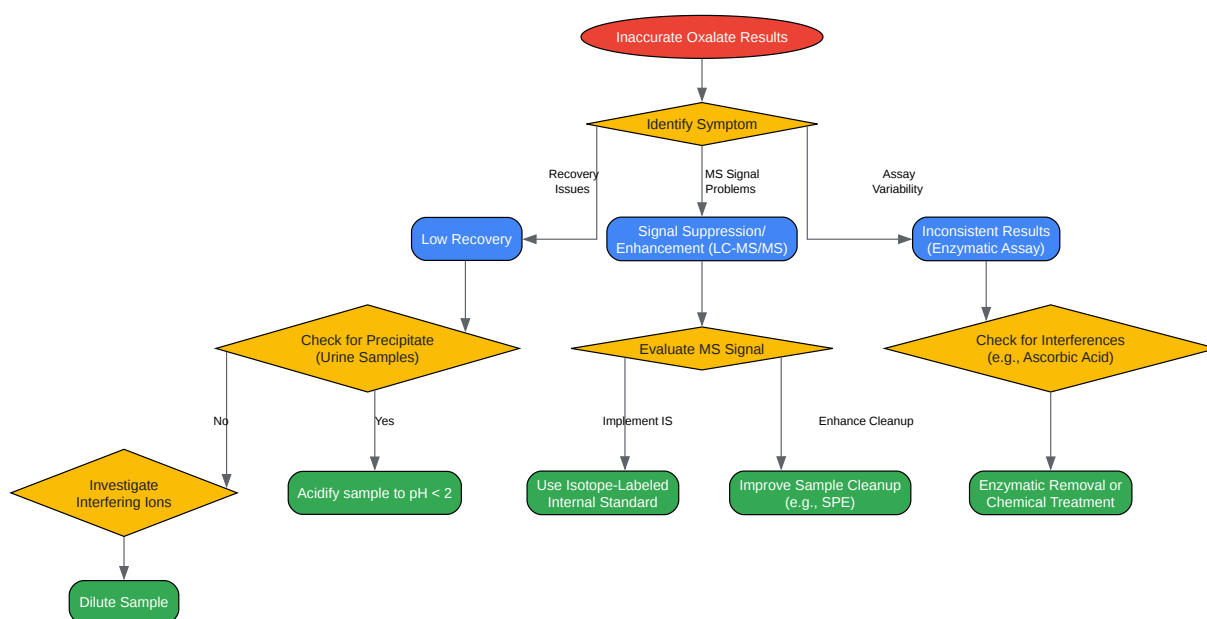 Inaccurate Oxalate Results
Identify Symptom
Recovery
Issues
MS Signal
Problems
Assay
Variability
Low Recovery
Signal Suppression/
Enhancement (LC-MS/MS)
Inconsistent Results
(Enzymatic Assay)
Check for Precipitate
(Urine Samples)
Evaluate MS Signal
Check for Interferences
(e.g., Ascorbic Acid)
No
Yes
Implement IS
Enhance Cleanup
Investigate
Interfering Ions
Acidify sample to pH < 2
Use Isotope-Labeled
Internal Standard
Improve Sample Cleanup
(e.g., SPE)
Enzymatic Removal or
Chemical Treatment
Dilute Sample